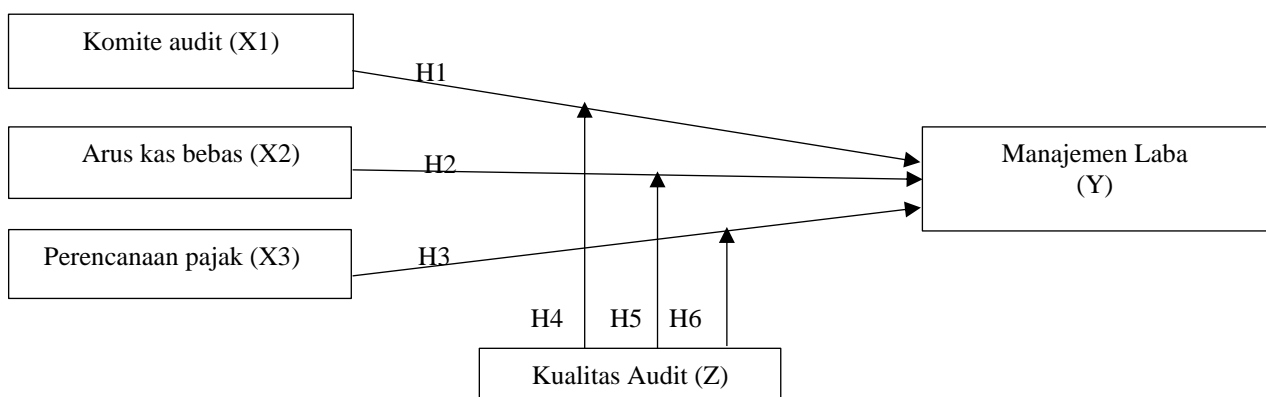 Komite audit (X1)
H1
Arus kas bebas (X2)
H2
Manajemen Laba
(Y)
Perencanaan pajak (X3)
H3
H4 H5 H6
Kualitas Audit (Z)